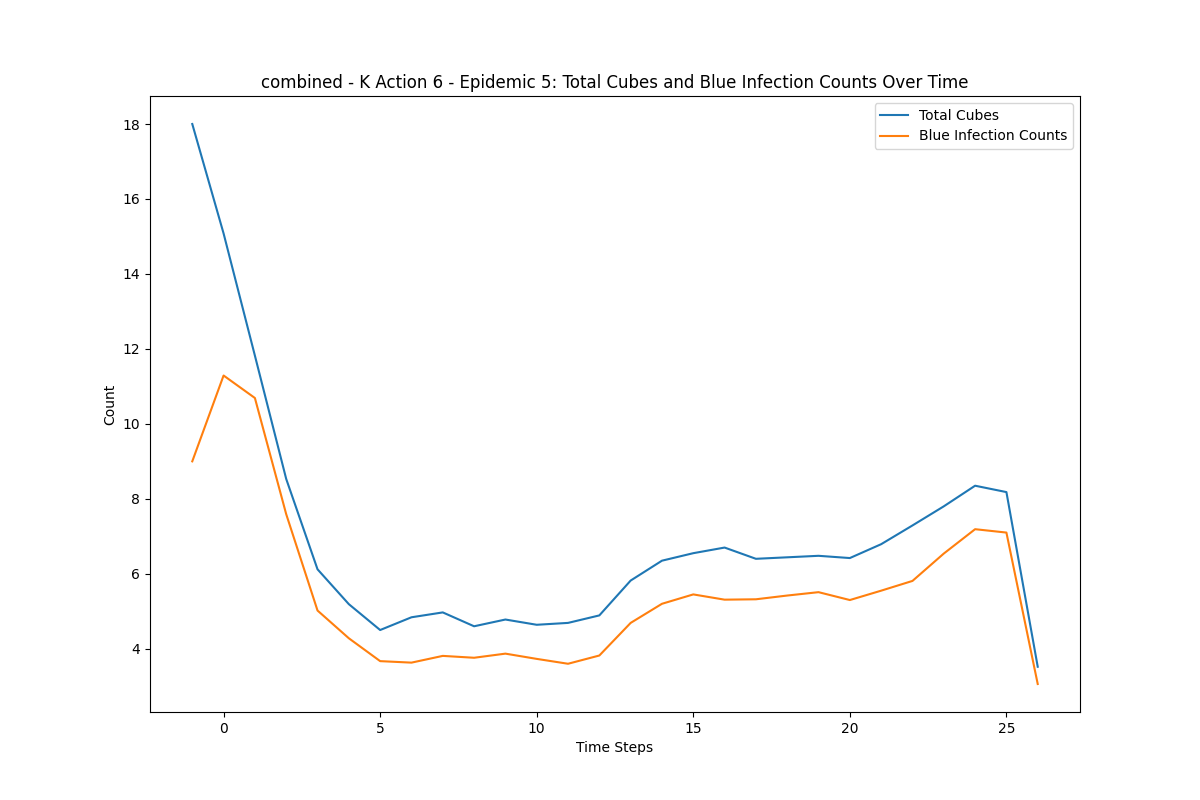 combined - K Action 6 - Epidemic 5: Total Cubes and Blue Infection Counts Over Time
Total Cubes
Blue Infection Counts
18
16
14
12
10
8
6
4
Count
0 5 10 15 20 25
Time Steps